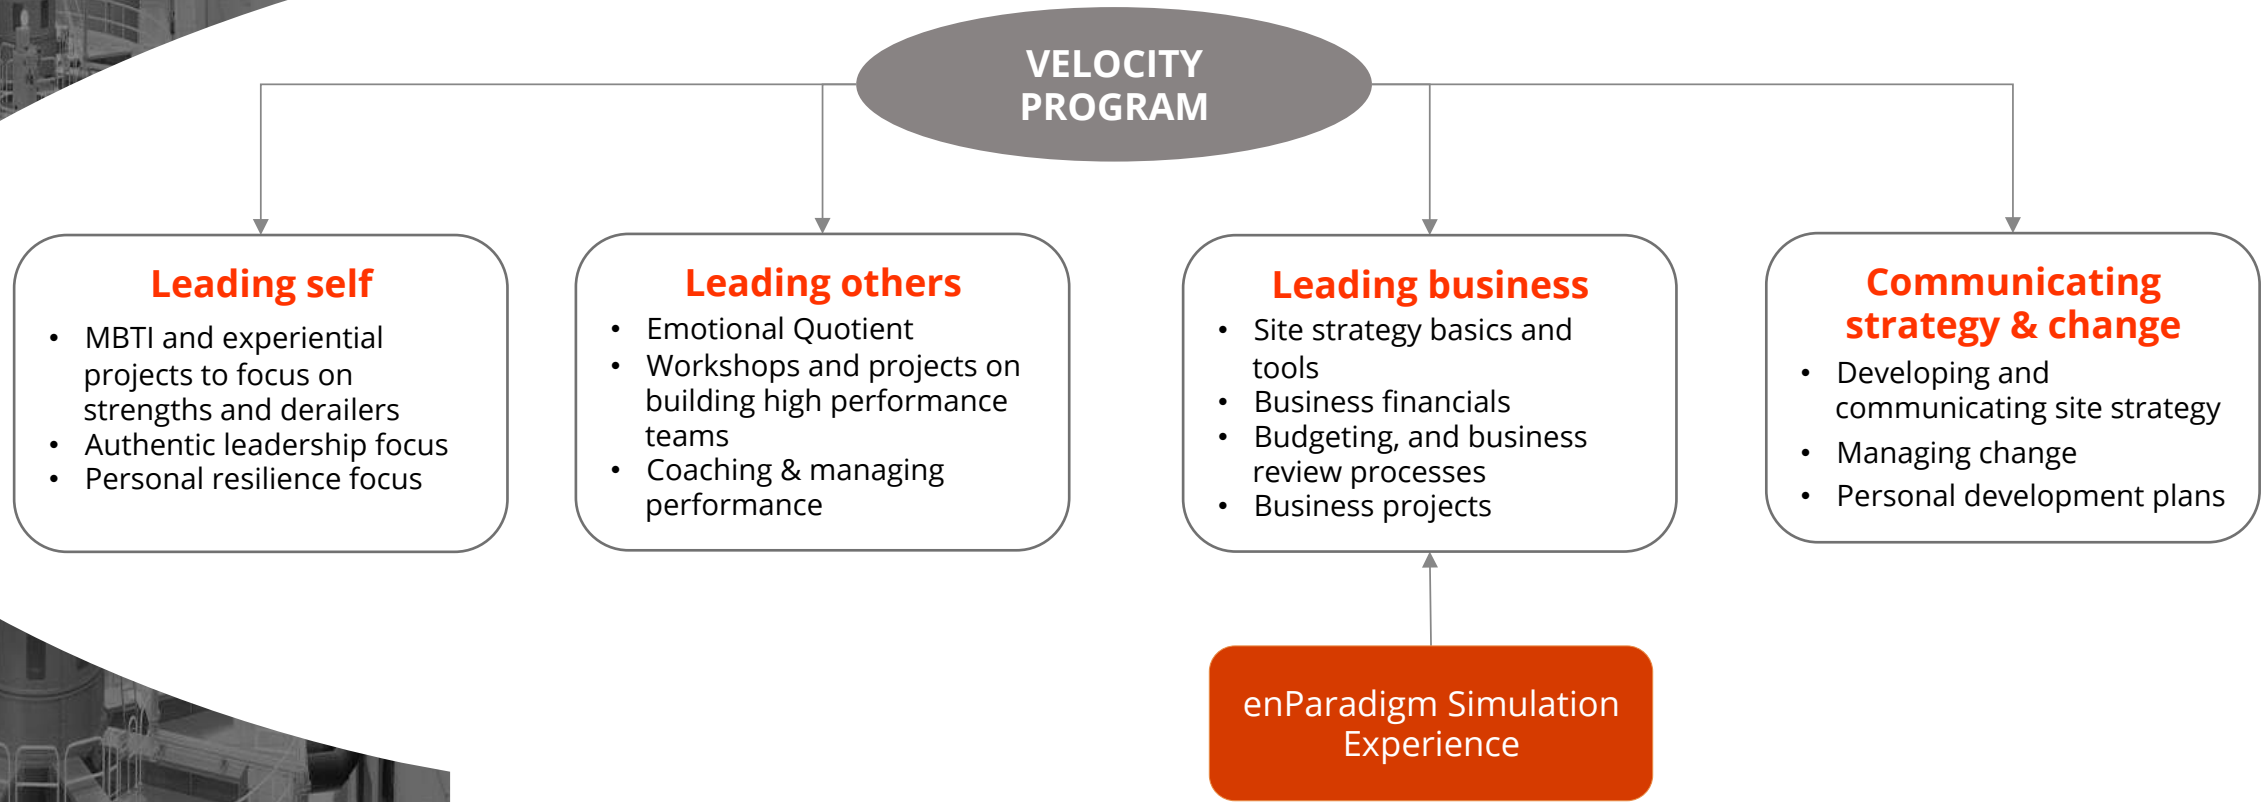 VELOCITY
PROGRAM
Leading self
• MBTI and experiential
projects to focus on
strengths and derailers
• Authentic leadership focus
• Personal resilience focus
Leading others
• Emotional Quotient
• Workshops and projects on
building high performance
teams
• Coaching & managing
performance
Leading business
• Site strategy basics and
tools
• Business financials
• Budgeting, and business
review processes
• Business projects
Communicating
strategy & change
• Developing and
communicating site strategy
• Managing change
• Personal development plans
enParadigm Simulation
Experience